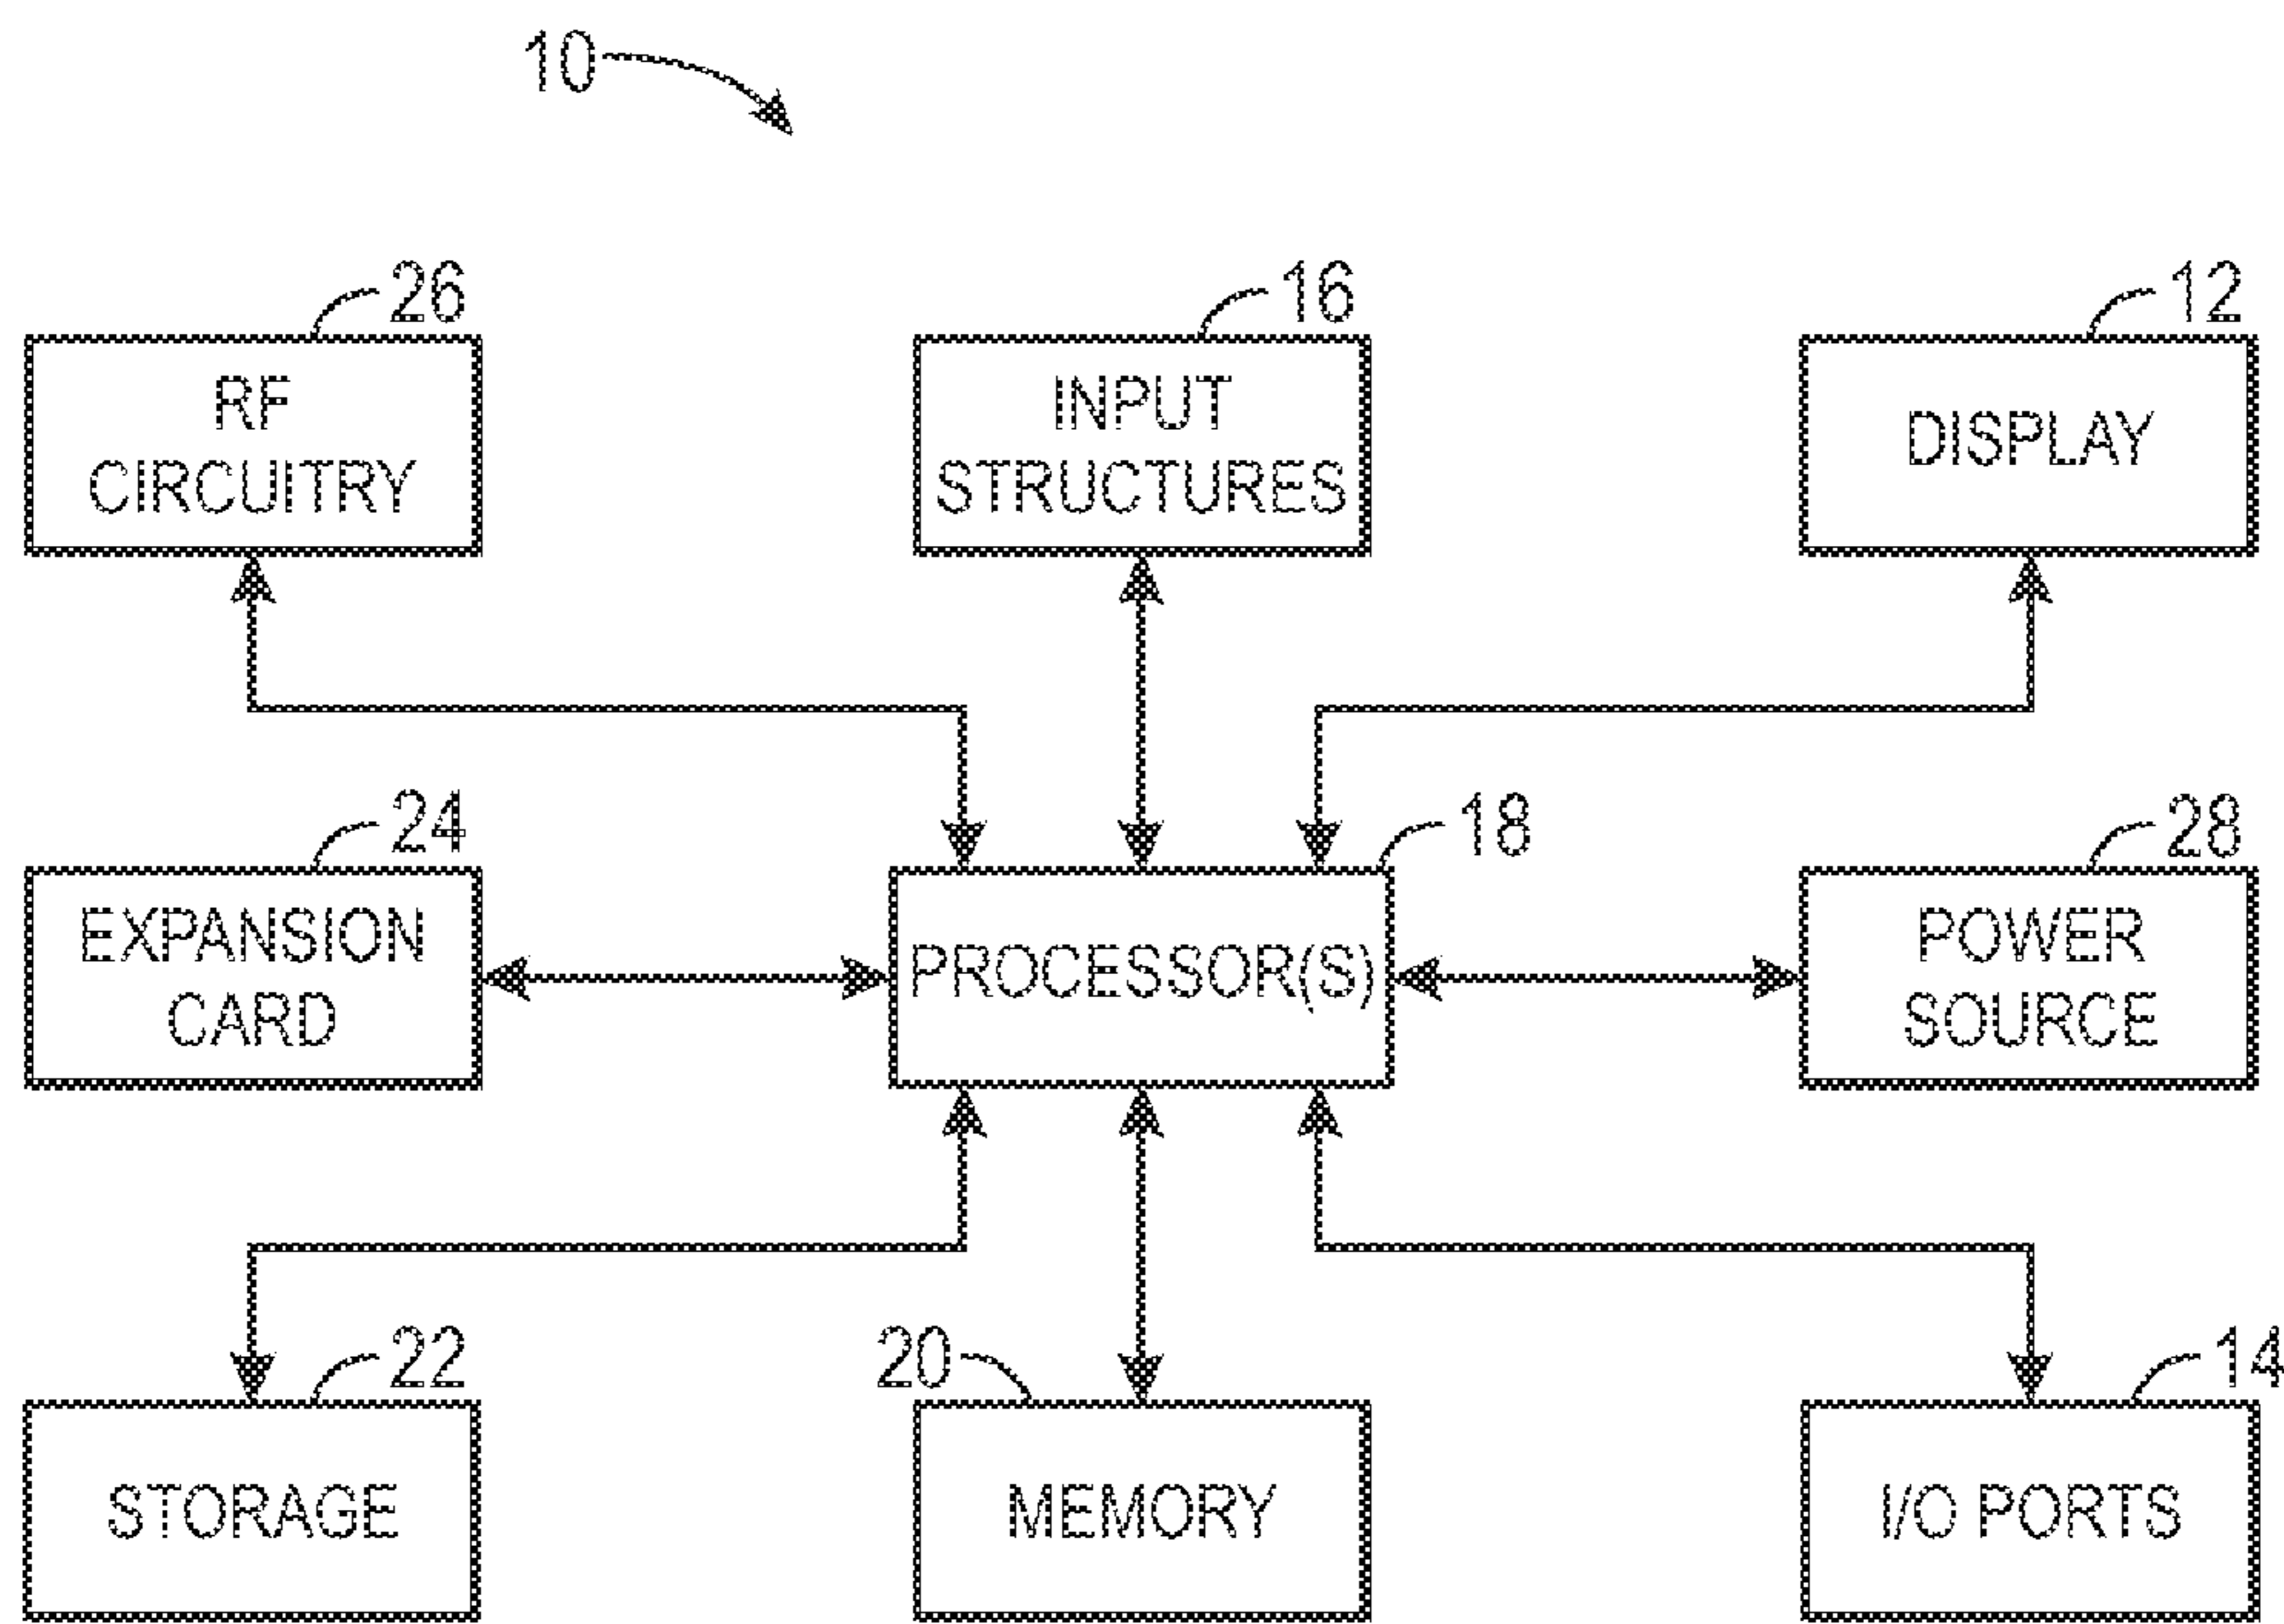 10
26
16
12
RF
CIRCUITRY
INPUT
STRUCTURES
DISPLAY
24
18
28
EXPANSION
CARD
PROCESSOR(S)
POWER
SOURCE
22
20
14
STORAGE
MEMORY
I/O PORTS